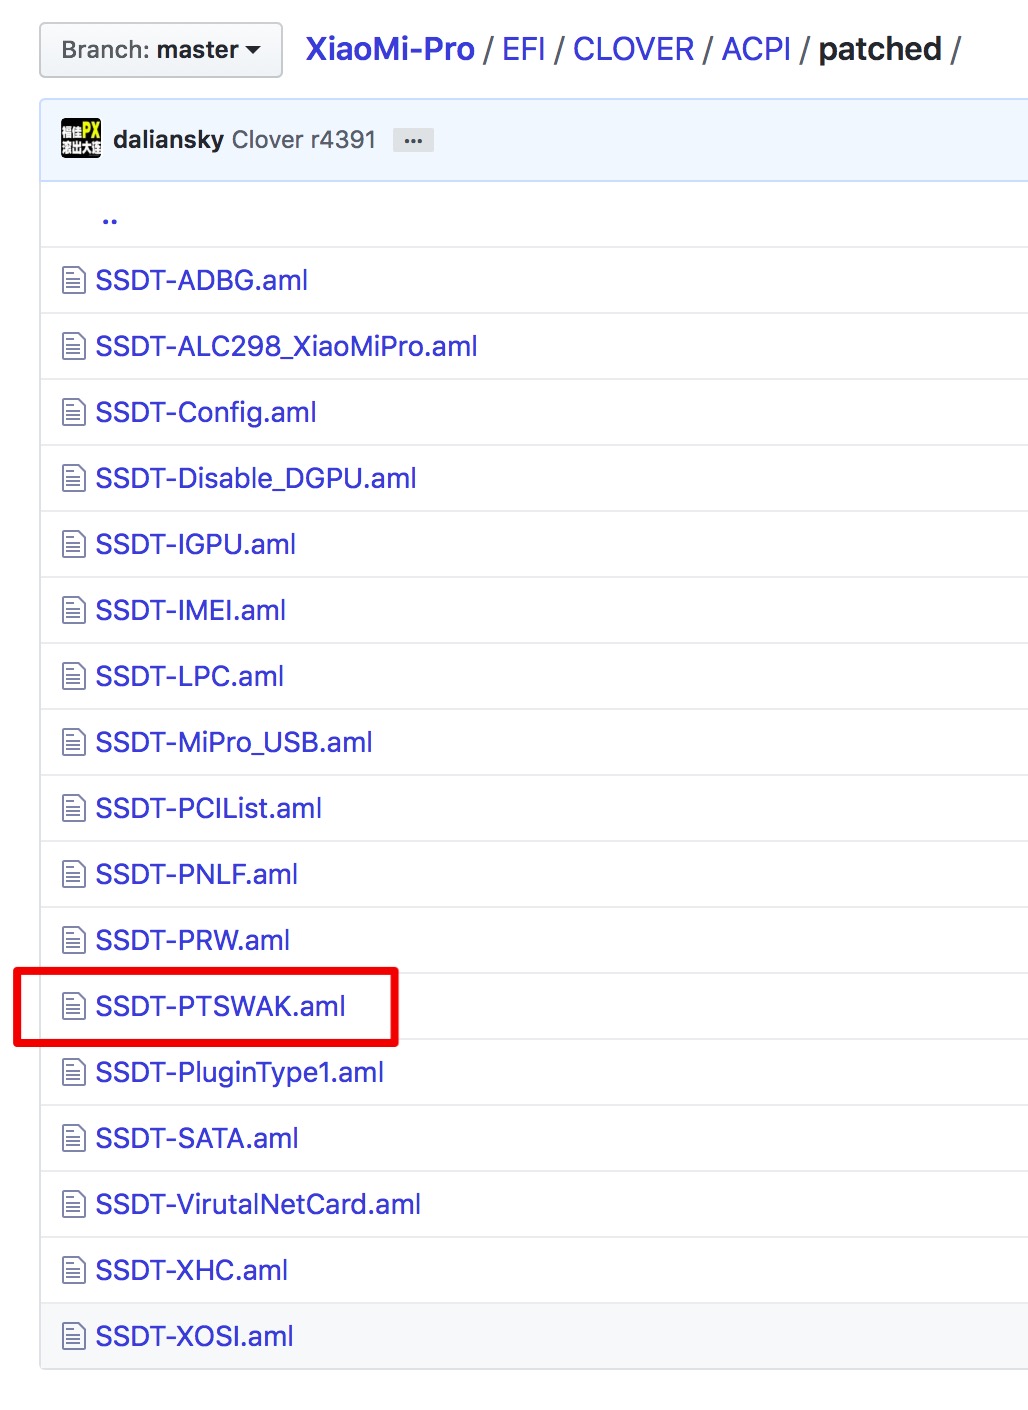 Branch: master XiaoMi-Pro / EFI / CLOVER / ACPI / patched /
福佳PX
滚出大连
daliansky Clover r4391 ...
..
SSDT-ADBG.aml
SSDT-ALC298_XiaoMiPro.aml
SSDT-Config.aml
SSDT-Disable_DGPU.aml
SSDT-IGPU.aml
SSDT-IMEI.aml
SSDT-LPC.aml
SSDT-MiPro_USB.aml
SSDT-PCIList.aml
SSDT-PNLF.aml
SSDT-PRW.aml
SSDT-PTSWAK.aml
SSDT-PluginType1.aml
SSDT-SATA.aml
SSDT-VirutalNetCard.aml
SSDT-XHC.aml
SSDT-XOSI.aml